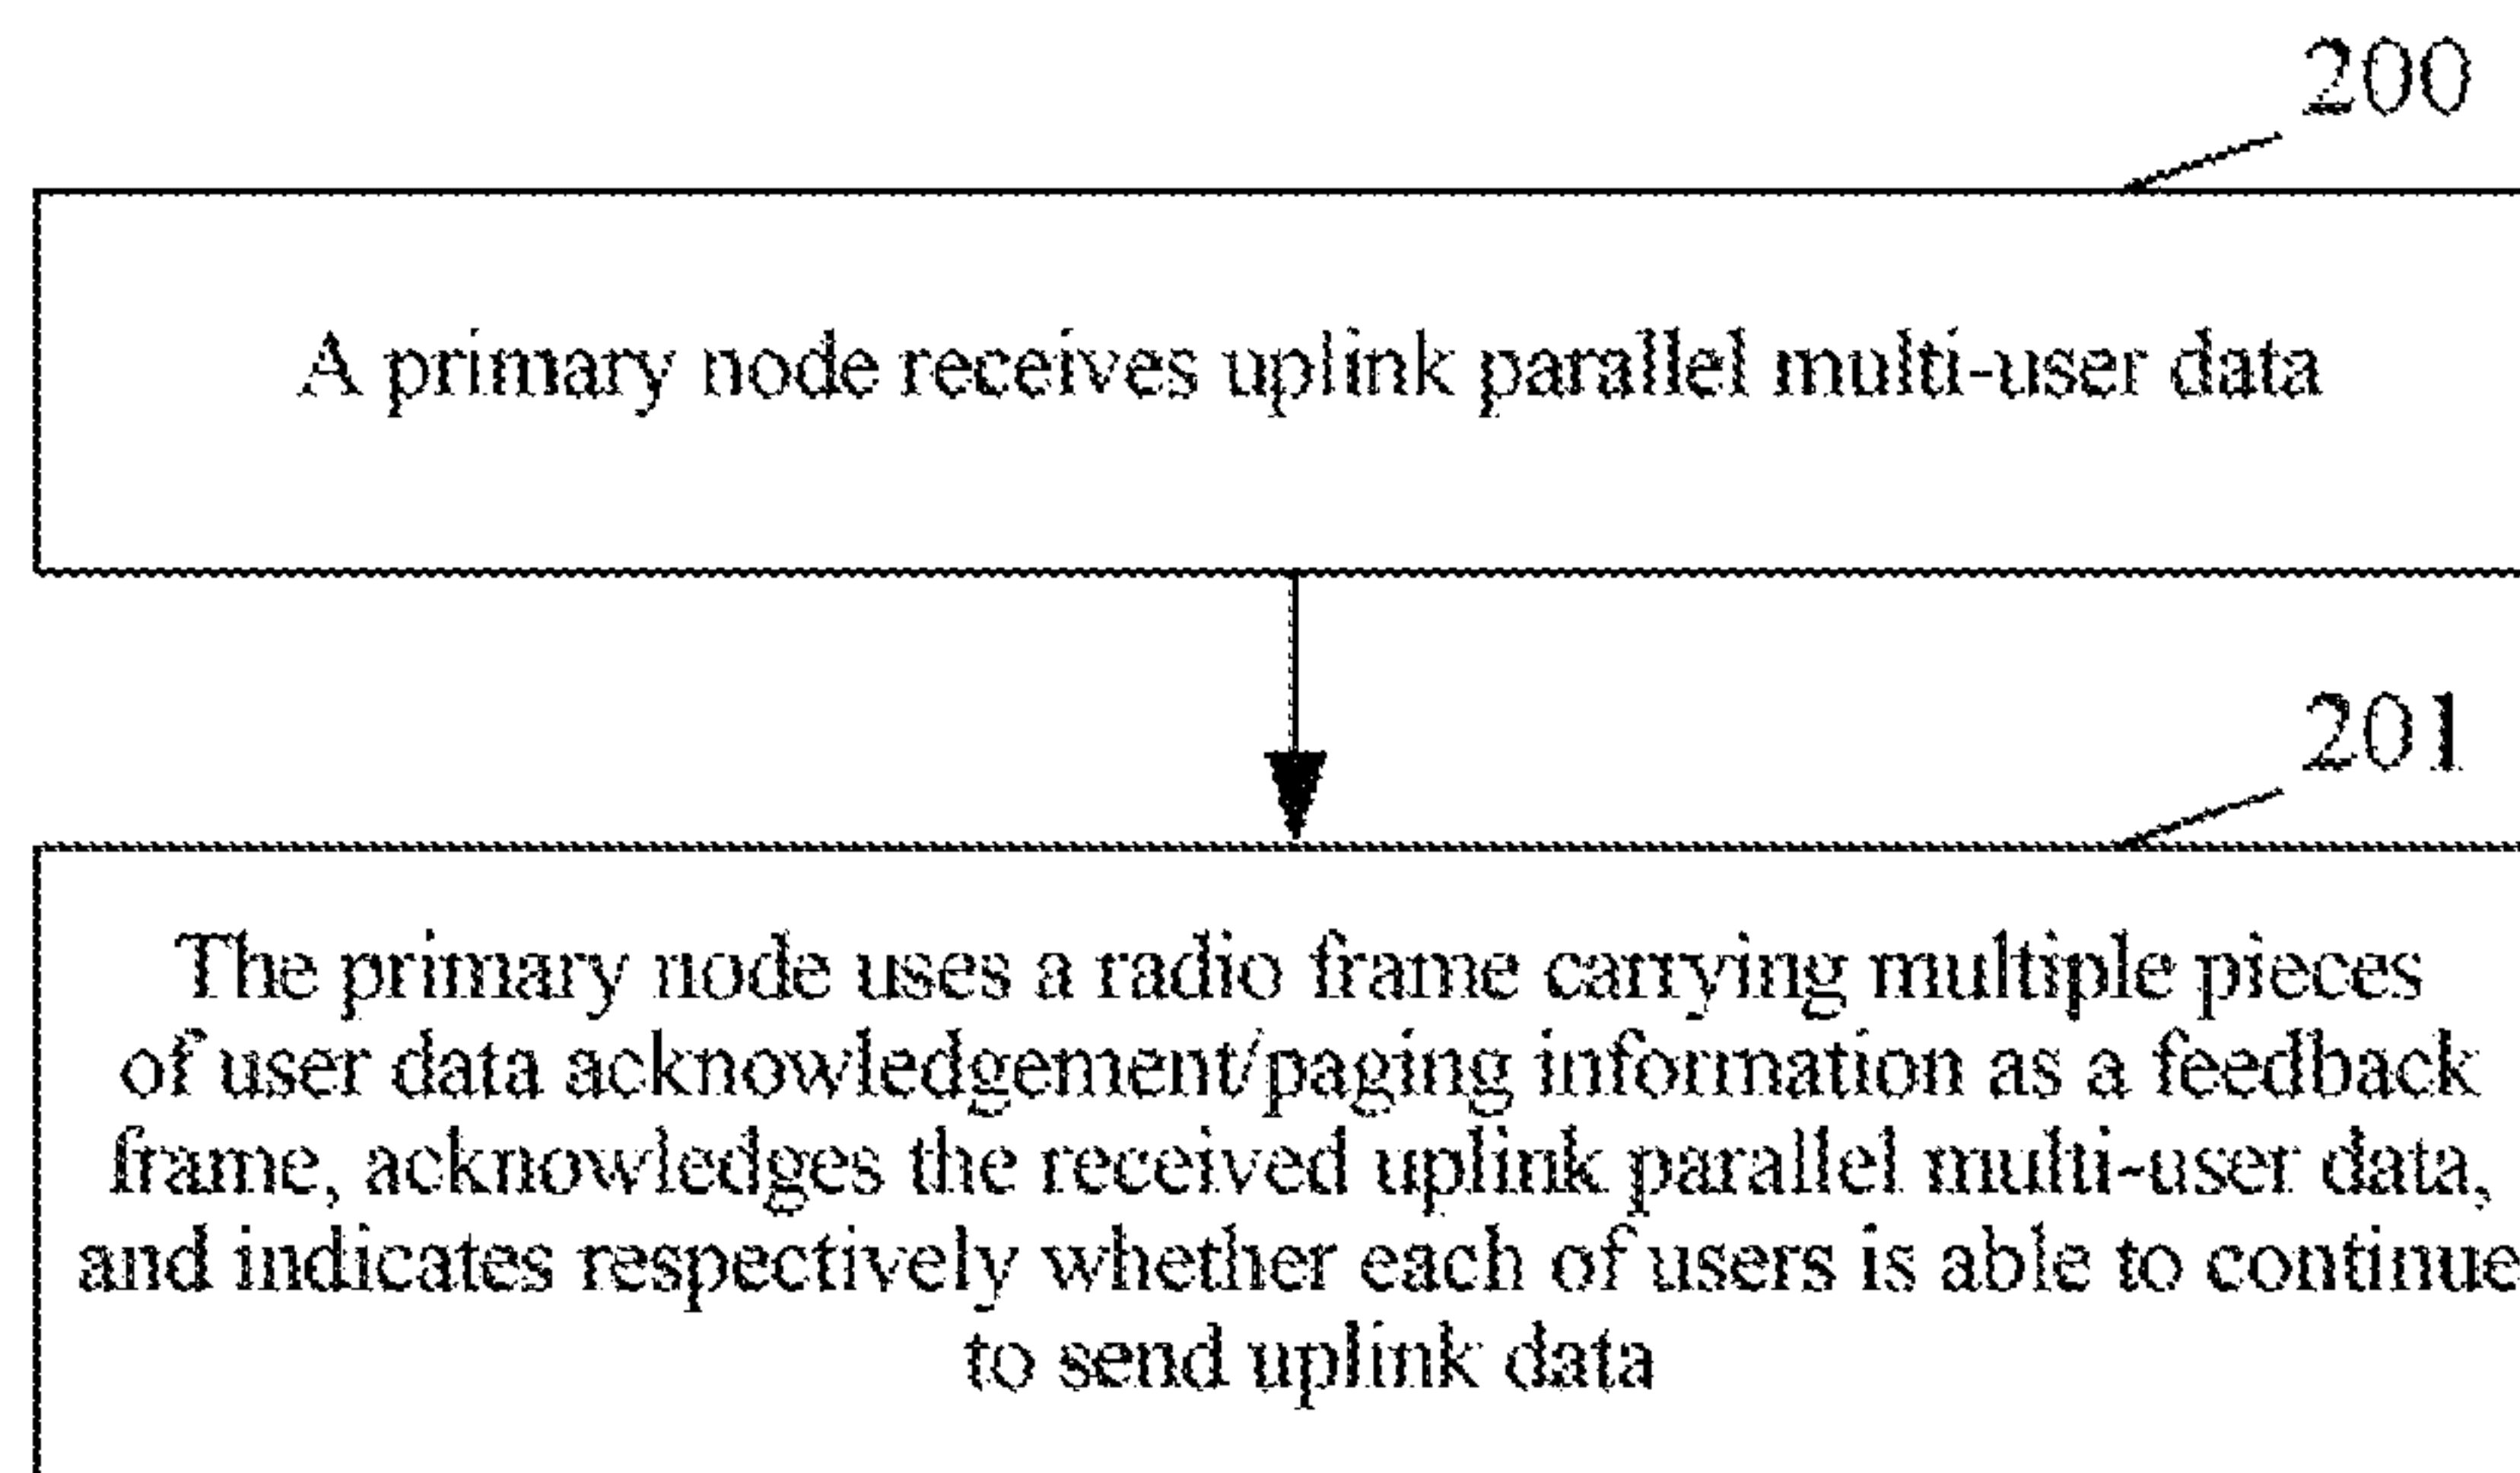 200
A primary node receives uplink parallel multi-user data
201
The primary node uses a radio frame carrying multiple pieces
of user data acknowledgement/paging information as a feedback
frame, acknowledges the received uplink parallel multi-user data,
and indicates respectively whether each of users is able to continue
to send uplink data